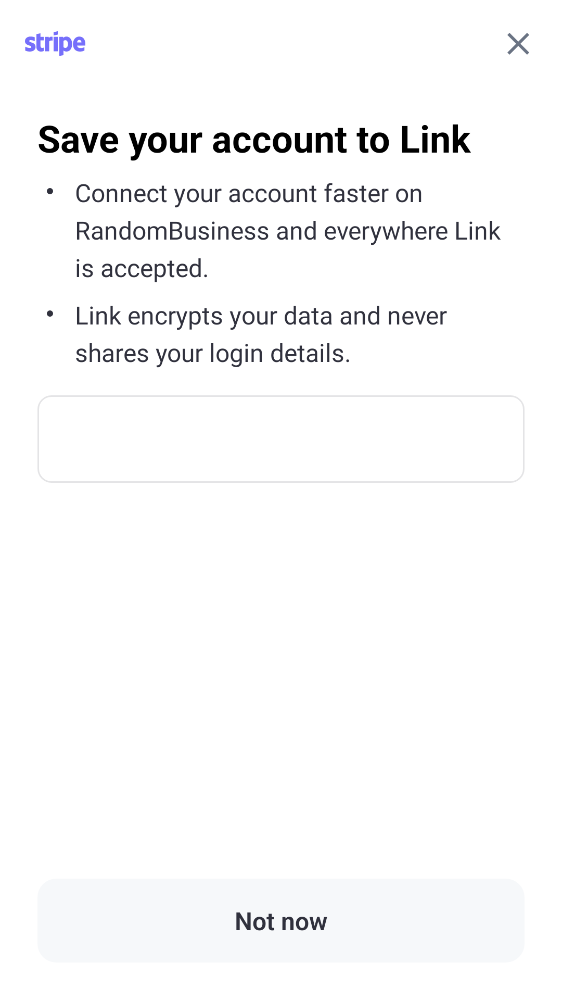 stripe
Save your account to Link
• Connect your account faster on
RandomBusiness and everywhere Link
is accepted.
• Link encrypts your data and never
shares your login details.
Not now